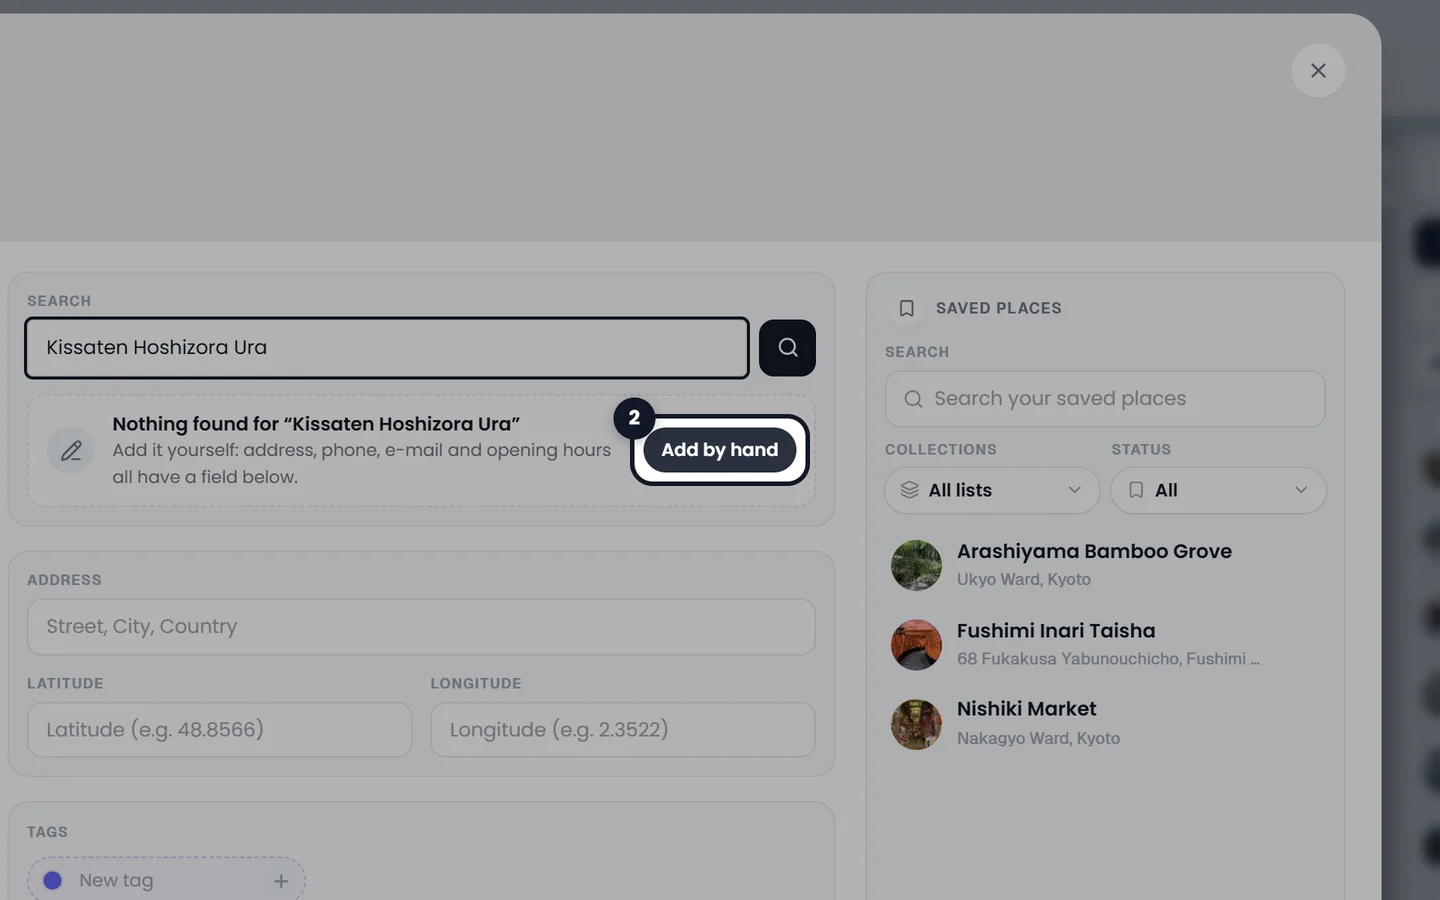 SEARCH
Kissaten Hoshizora Ura
Nothing found for “Kissaten Hoshizora Ura”
Add it yourself: address, phone, e-mail and opening hours
all have a field below.
2
Add by hand
ADDRESS
Street, City, Country
LATITUDE
LONGITUDE
Latitude (e.g. 48.8566)
Longitude (e.g. 2.3522)
TAGS
New tag
SAVED PLACES
SEARCH
Search your saved places
COLLECTIONS
STATUS
All lists
All
Arashiyama Bamboo Grove
Ukyo Ward, Kyoto
Fushimi Inari Taisha
68 Fukakusa Yabunouchicho, Fushimi ...
Nishiki Market
Nakagyo Ward, Kyoto